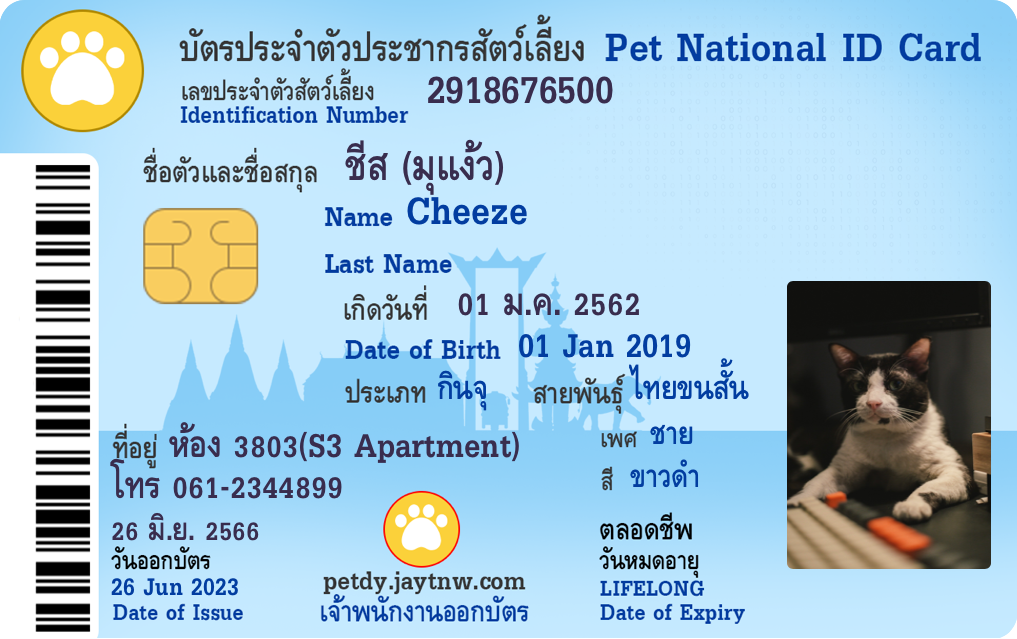 บัตรประจำตัวประชากรสัตว์เลี้ยง Pet National ID Card
เลขประจำตัวสัตว์เลี้ยง 2918676500
Identification Number
ชื่อตัวและชื่อสกุล ชีส (มุแง้ว)
Name Cheeze
Last Name
เกิดวันที่ 01 ม.ค. 2562
Date of Birth 01 Jan 2019
ประเภท กินจุ สายพันธุ์ ไทยขนสั้น
ที่อยู่ ห้อง 3803(S3 Apartment) เพศ ชาย
โทร 061-2344899 สี ขาวดำ
26 มิ.ย. 2566 ตลอดชีพ
วันออกบัตร วันหมดอายุ
26 Jun 2023 petdy.jaytnw.com LIFELONG
Date of Issue เจ้าพนักงานออกบัตร Date of Expiry